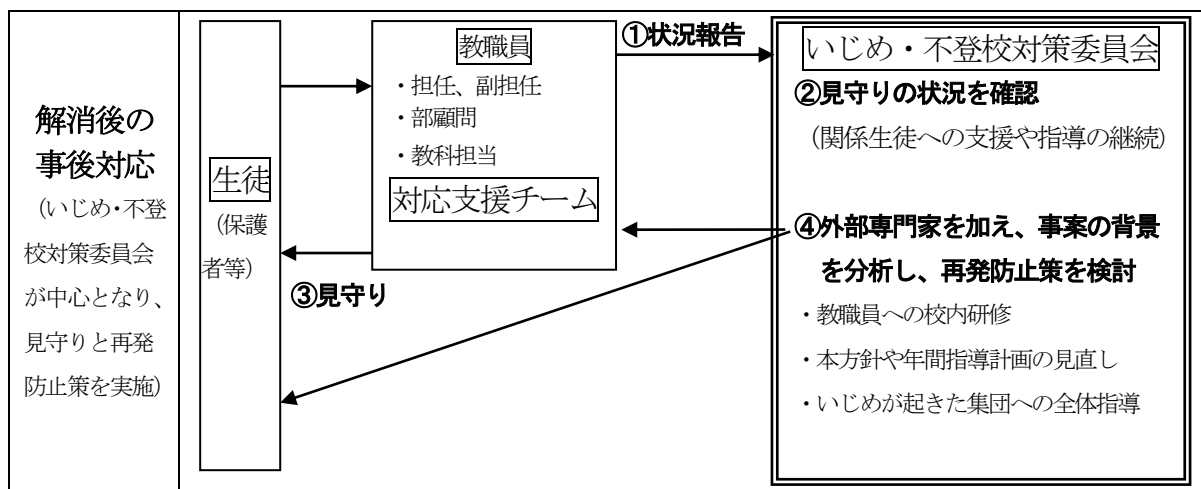 解消後の
事後対応
（いじめ・不登
校対策委員会
が中心となり、
見守りと再発
防止策を実施）
生徒
（保護
者等）
教職員
・担任、副担任
・部顧問
・教科担当
対応支援チーム
①状況報告
③見守り
いじめ・不登校対策委員会
②見守りの状況を確認
（関係生徒への支援や指導の継続）
④外部専門家を加え、事案の背景
を分析し、再発防止策を検討
・教職員への校内研修
・本方針や年間指導計画の見直し
・いじめが起きた集団への全体指導